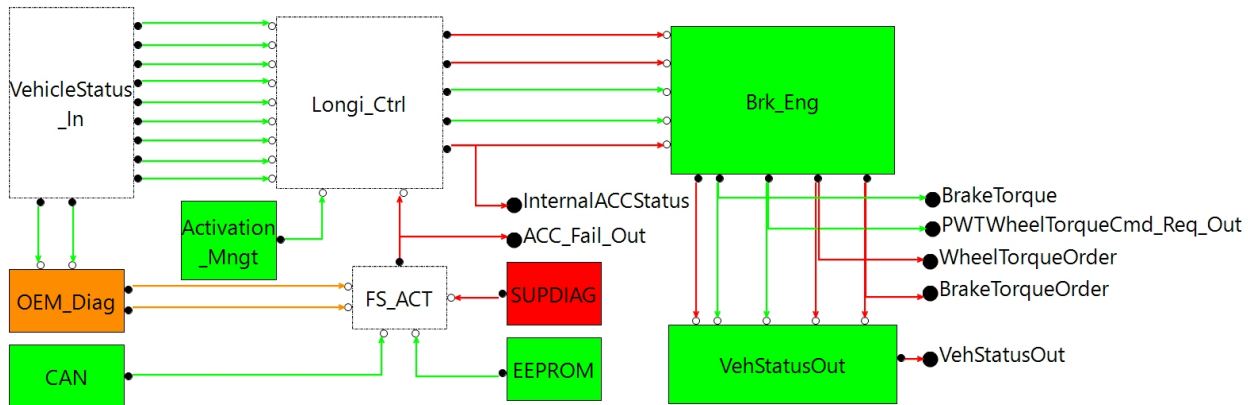 VehicleStatus
_In
Longi_Ctrl
Brk_Eng
InternalACCStatus
ACC_Fail_Out
BrakeTorque
PWTWheelTorqueCmd_Req_Out
WheelTorqueOrder
BrakeTorqueOrder
Activation
_Mngt
OEM_Diag
FS_ACT
SUPDIAG
CAN
EEPROM
VehStatusOut
VehStatusOut